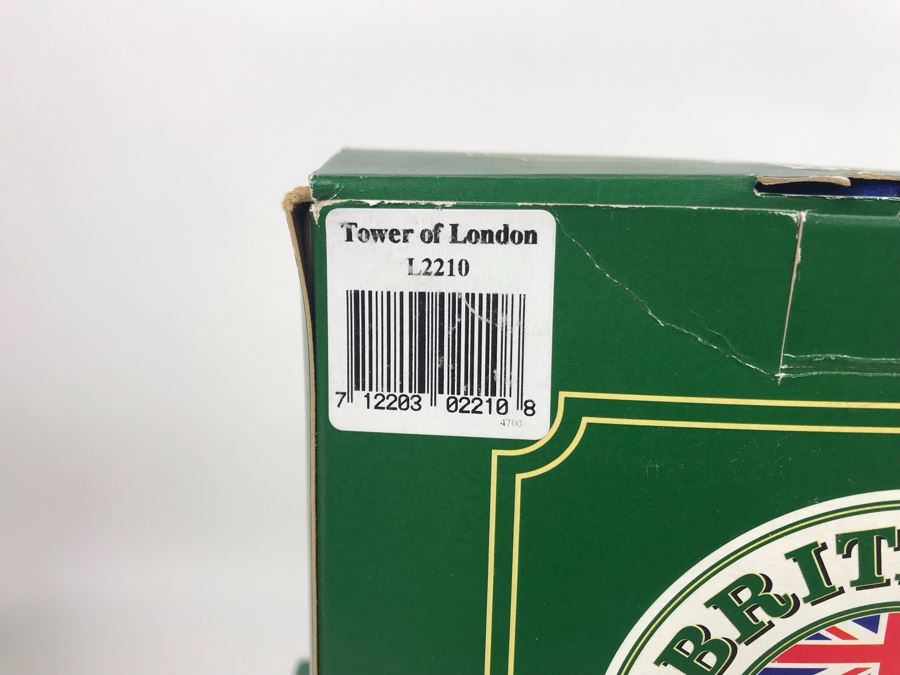 Tower of London
L2210
7 12203 02210 8
4703
BRIT